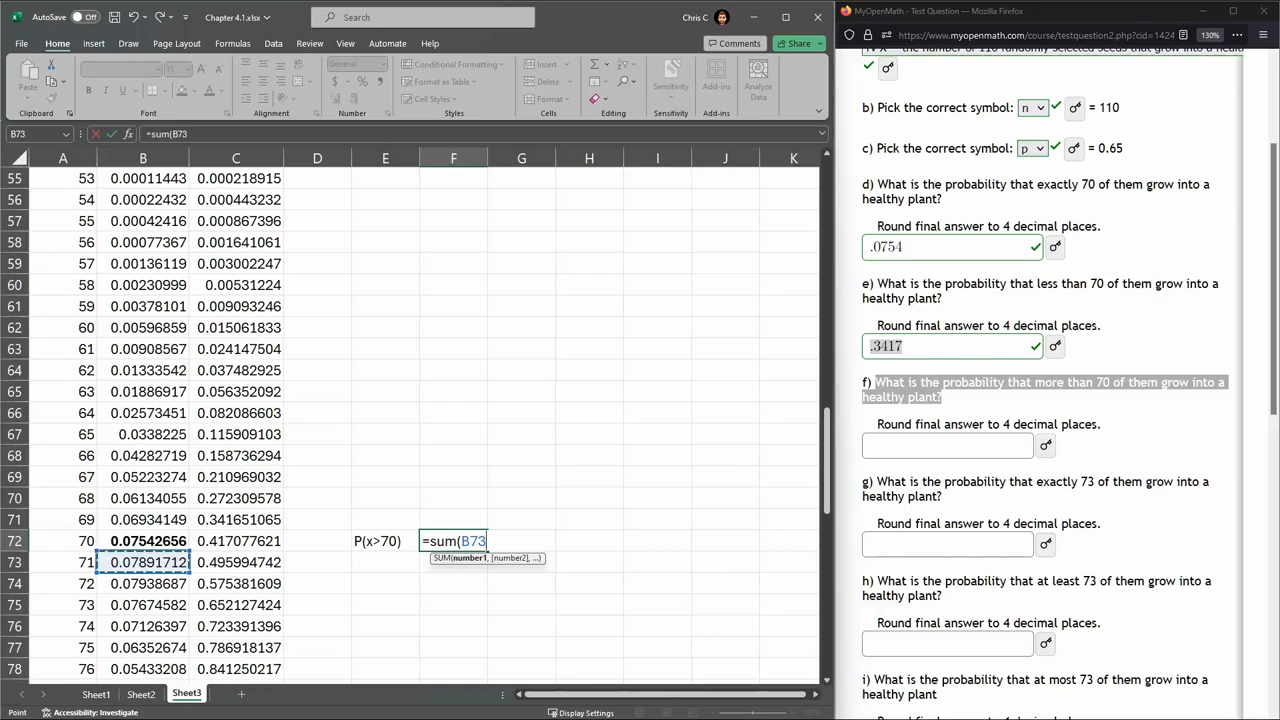 AutoSave Off Chapter 4.1.xlsx Search Chris C
File Home Insert Draw Page Layout Formulas Data Review View Automate Help Comments Share
Paste
11
B I U
General
$ % 
Conditional Formatting
Format as Table
Cell Styles
Insert
Delete
Format
Sensitivity
Add-ins
Analyze
Data
Clipboard Font Alignment Number Styles Cells Editing Sensitivity Add-ins
B73 fx =sum(B73
A B C D E F G H I J K
55 53 0.00011443 0.000218915
56 54 0.00022432 0.000443232
57 55 0.00042416 0.000867396
58 56 0.00077367 0.001641061
59 57 0.00136119 0.003002247
60 58 0.00230999 0.00531224
61 59 0.00378101 0.009093246
62 60 0.00596859 0.015061833
63 61 0.00908567 0.024147504
64 62 0.01333542 0.037482925
65 63 0.01886917 0.056352092
66 64 0.02573451 0.082086603
67 65 0.0338225 0.115909103
68 66 0.04282719 0.158736294
69 67 0.05223274 0.210969032
70 68 0.06134055 0.272309578
71 69 0.06934149 0.341651065
72 70 0.07542656 0.417077621 P(x>70) =sum(B73
73 71 0.07891712 0.495994742
SUM(number1, [number2], ...)
74 72 0.07938687 0.575381609
75 73 0.07674582 0.652127424
76 74 0.07126397 0.723391396
77 75 0.06352674 0.786918137
78 76 0.05433208 0.841250217
Sheet1 Sheet2 Sheet3
Point Accessibility: Investigate Display Settings
MyOpenMath - Test Question — Mozilla Firefox
https://www.myopenmath.com/course/testquestion2.php?cid=1424 130%
b) Pick the correct symbol: n = 110
c) Pick the correct symbol: p = 0.65
d) What is the probability that exactly 70 of them grow into a
healthy plant?
Round final answer to 4 decimal places.
.0754
e) What is the probability that less than 70 of them grow into a
healthy plant?
Round final answer to 4 decimal places.
.3417
f) What is the probability that more than 70 of them grow into a
healthy plant?
Round final answer to 4 decimal places.
g) What is the probability that exactly 73 of them grow into a
healthy plant?
Round final answer to 4 decimal places.
h) What is the probability that at least 73 of them grow into a
healthy plant?
Round final answer to 4 decimal places.
i) What is the probability that at most 73 of them grow into a
healthy plant